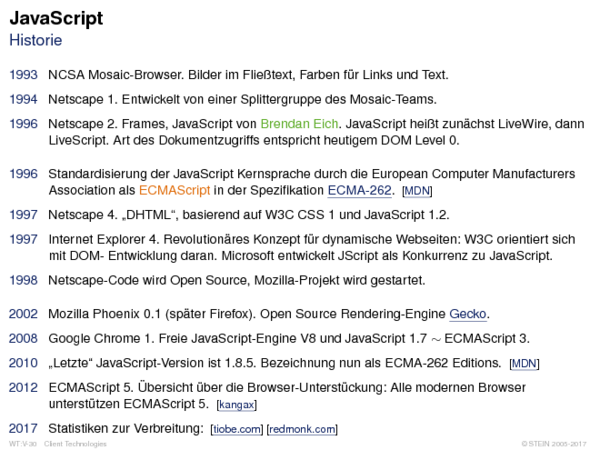 JavaScript
Historie
1993 NCSA Mosaic-Browser. Bilder im Fließtext, Farben für Links und Text.
1994 Netscape 1. Entwickelt von einer Splittergruppe des Mosaic-Teams.
1996 Netscape 2. Frames, JavaScript von Brendan Eich. JavaScript heißt zunächst LiveWire, dann
LiveScript. Art des Dokumentzugriffs entspricht heutigem DOM Level 0.
1996 Standardisierung der JavaScript Kernsprache durch die European Computer Manufacturers
Association als ECMAScript in der Spezifikation ECMA-262. [MDN]
1997 Netscape 4. „DHTML“, basierend auf W3C CSS 1 und JavaScript 1.2.
1997 Internet Explorer 4. Revolutionäres Konzept für dynamische Webseiten: W3C orientiert sich
mit DOM- Entwicklung daran. Microsoft entwickelt JScript als Konkurrenz zu JavaScript.
1998 Netscape-Code wird Open Source, Mozilla-Projekt wird gestartet.
2002 Mozilla Phoenix 0.1 (später Firefox). Open Source Rendering-Engine Gecko.
2008 Google Chrome 1. Freie JavaScript-Engine V8 und JavaScript 1.7 ∼ ECMAScript 3.
2010 „Letzte“ JavaScript-Version ist 1.8.5. Bezeichnung nun als ECMA-262 Editions. [MDN]
2012 ECMAScript 5. Übersicht über die Browser-Unterstückung: Alle modernen Browser
unterstützen ECMAScript 5. [kangax]
2017 Statistiken zur Verbreitung: [tiobe.com] [redmonk.com]
WT:V-30 Client Technologies © STEIN 2005-2017